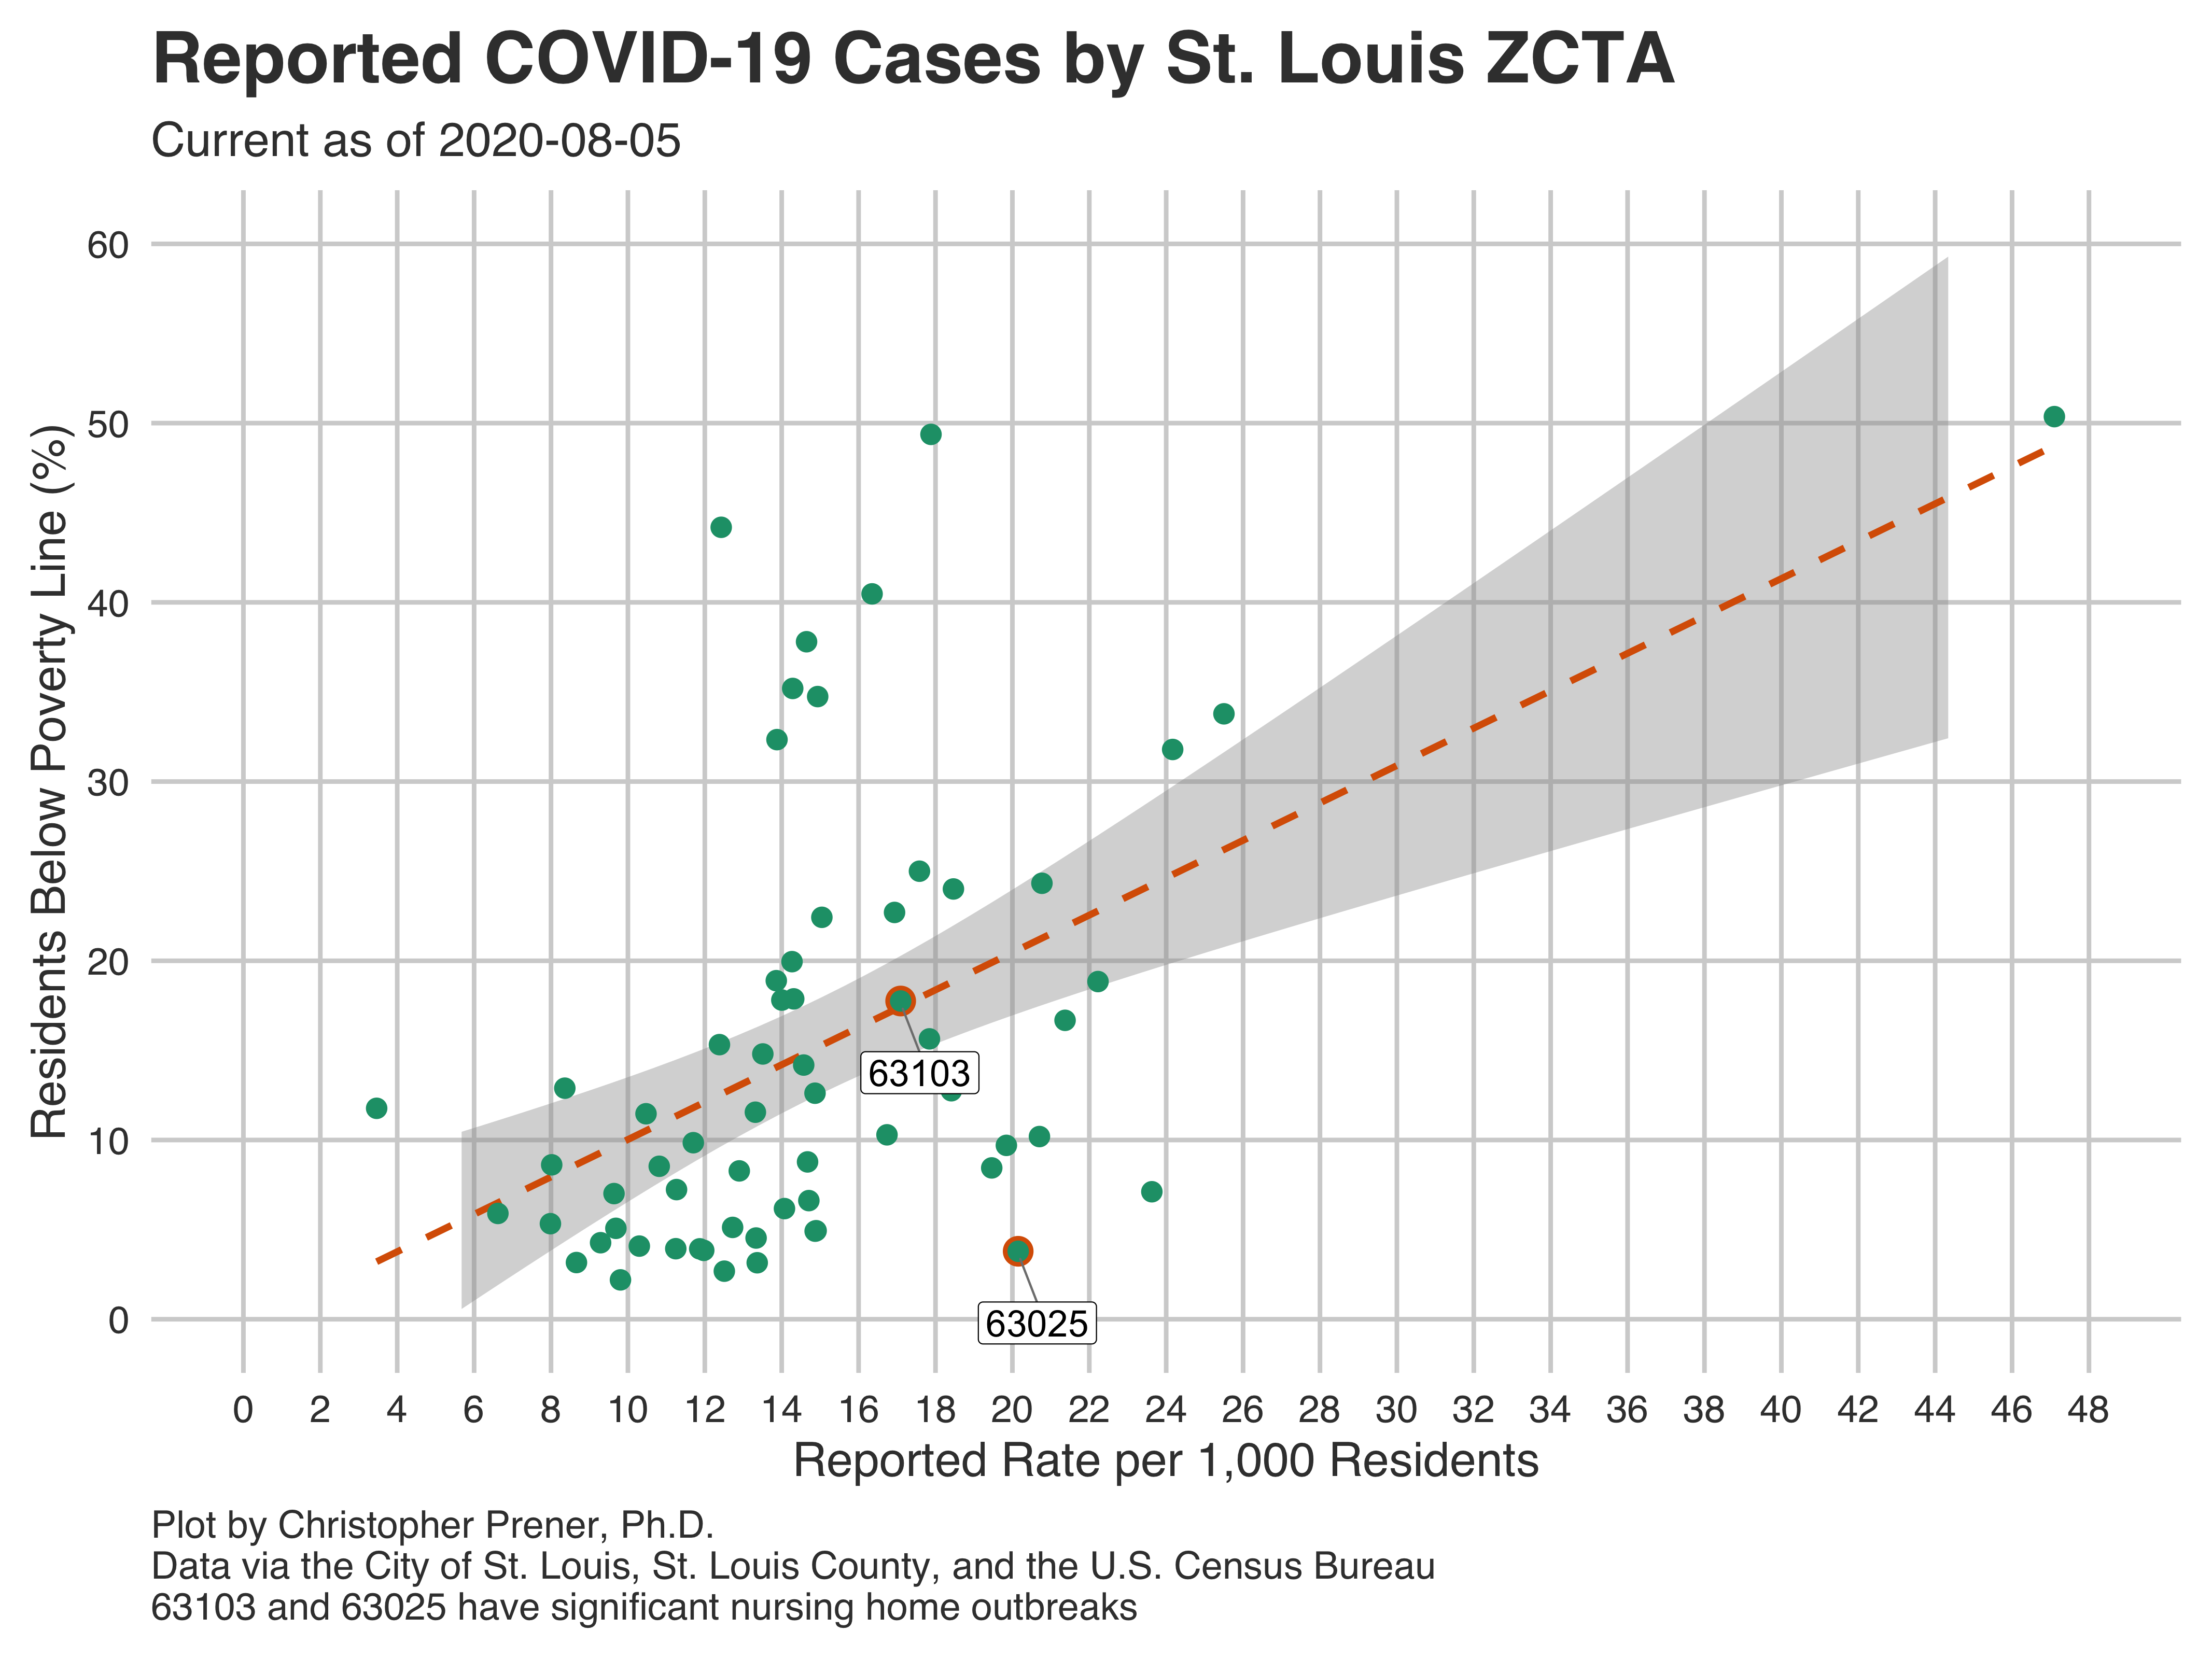 Reported COVID-19 Cases by St. Louis ZCTA
Current as of 2020-08-05
Residents Below Poverty Line (%)
60
50
40
30
20
10
0
63103
63025
0 2 4 6 8 10 12 14 16 18 20 22 24 26 28 30 32 34 36 38 40 42 44 46 48
Reported Rate per 1,000 Residents
Plot by Christopher Prener, Ph.D.
Data via the City of St. Louis, St. Louis County, and the U.S. Census Bureau
63103 and 63025 have significant nursing home outbreaks